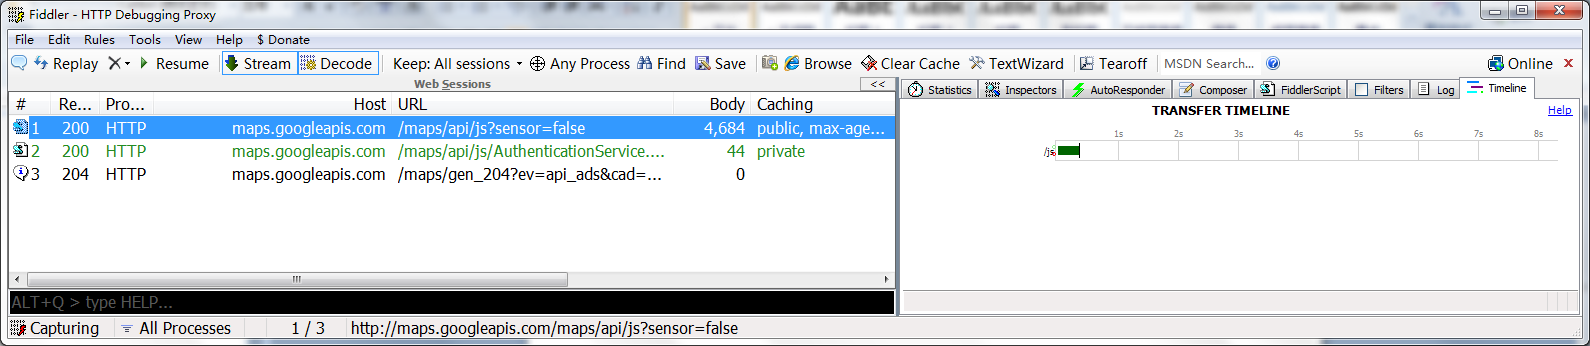 Fiddler - HTTP Debugging Proxy
File Edit Rules Tools View Help $ Donate
Replay Resume Stream Decode Keep: All sessions Any Process Find Save Browse Clear Cache TextWizard Tearoff MSDN Search... Online
Web Sessions <<
Statistics Inspectors AutoResponder Composer FiddlerScript Filters Log Timeline
# Re... Pro... Host URL Body Caching
1 200 HTTP maps.googleapis.com /maps/api/js?sensor=false 4,684 public, max-age...
2 200 HTTP maps.googleapis.com /maps/api/js/AuthenticationService.... 44 private
3 204 HTTP maps.googleapis.com /maps/gen_204?ev=api_ads&cad=... 0
TRANSFER TIMELINE Help
1s 2s 3s 4s 5s 6s 7s 8s
/js
ALT+Q > type HELP...
Capturing All Processes 1 / 3 http://maps.googleapis.com/maps/api/js?sensor=false